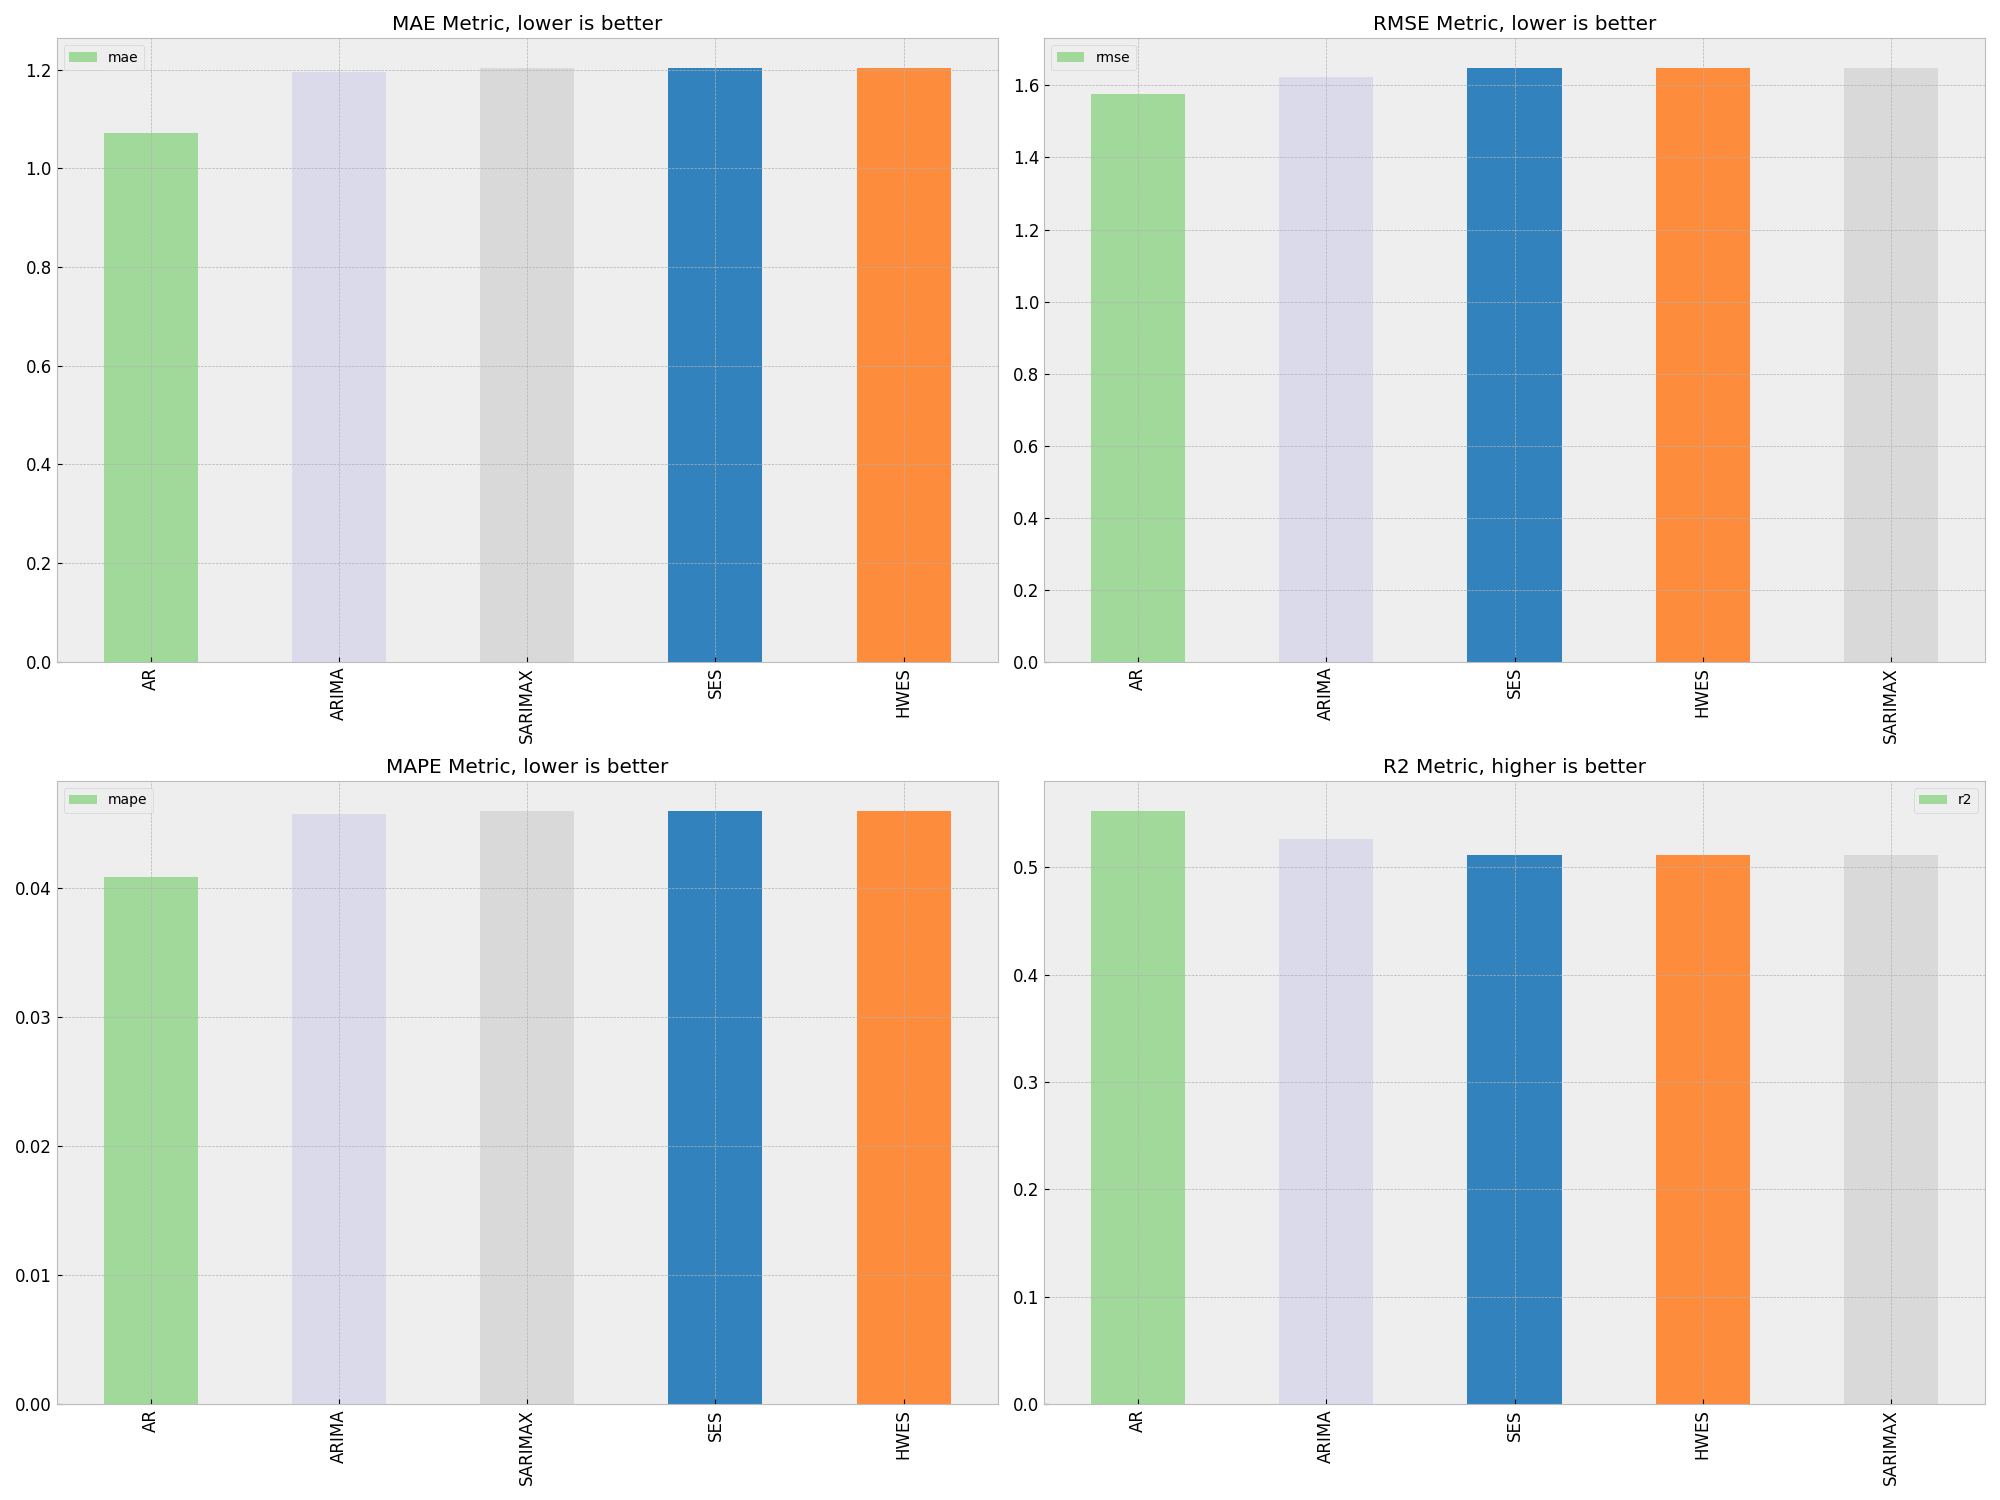 MAE Metric, lower is better
mae
1.2
1.0
0.8
0.6
0.4
0.2
0.0
AR
ARIMA
SARIMAX
SES
HWES
RMSE Metric, lower is better
rmse
1.6
1.4
1.2
1.0
0.8
0.6
0.4
0.2
0.0
AR
ARIMA
SES
HWES
SARIMAX
MAPE Metric, lower is better
mape
0.04
0.03
0.02
0.01
0.00
AR
ARIMA
SARIMAX
SES
HWES
R2 Metric, higher is better
r2
0.5
0.4
0.3
0.2
0.1
0.0
AR
ARIMA
SES
HWES
SARIMAX